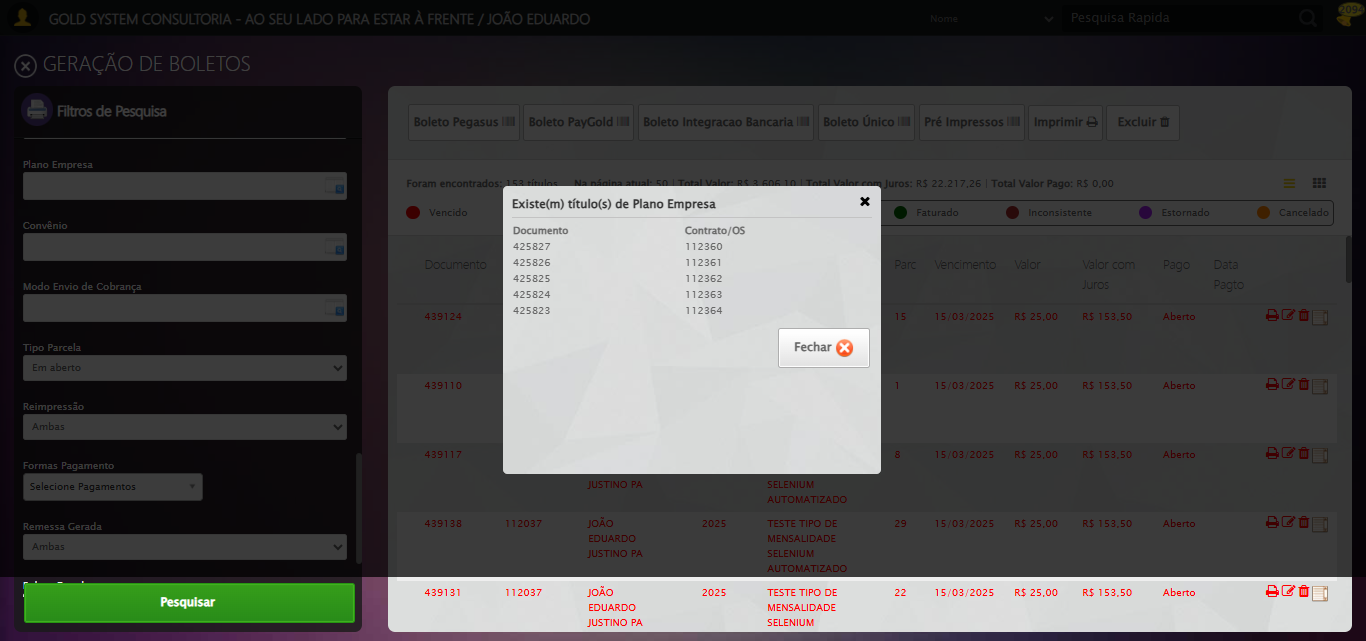 GOLD SYSTEM CONSULTORIA - AO SEU LADO PARA ESTAR À FRENTE / JOÃO EDUARDO
Nome
Pesquisa Rapida
GERAÇÃO DE BOLETOS
Filtros de Pesquisa
Plano Empresa
Convênio
Modo Envio de Cobrança
Tipo Parcela
Em aberto
Reimpressão
Ambas
Formas Pagamento
Selecione Pagamentos
Remessa Gerada
Ambas
Pesquisar
Boleto Pegasus Boleto PayGold Boleto Integracao Bancaria Boleto Único Pré Impressos Imprimir Excluir
Foram encontrados: 153 títulos Na página atual: 50 | Total Valor: R$ 3.606,10 | Total Valor com Juros: R$ 22.217,26 | Total Valor Pago: R$ 0,00
Vencido Faturado Inconsistente Estornado Cancelado
Existe(m) título(s) de Plano Empresa
Documento Contrato/OS
425827 112360
425826 112361
425825 112362
425824 112363
425823 112364
Fechar
Documento Parc Vencimento Valor Valor com Juros Pago Data Pagto
439124 15 15/03/2025 R$ 25,00 R$ 153,50 Aberto
439110 1 15/03/2025 R$ 25,00 R$ 153,50 Aberto
439117 8 15/03/2025 R$ 25,00 R$ 153,50 Aberto
JUSTINO PA SELENIUM
AUTOMATIZADO
439138 112037 JOÃO 2025 TESTE TIPO DE 29 15/03/2025 R$ 25,00 R$ 153,50 Aberto
EDUARDO MENSALIDADE
JUSTINO PA SELENIUM
AUTOMATIZADO
439131 112037 JOÃO 2025 TESTE TIPO DE 22 15/03/2025 R$ 25,00 R$ 153,50 Aberto
EDUARDO MENSALIDADE
JUSTINO PA SELENIUM